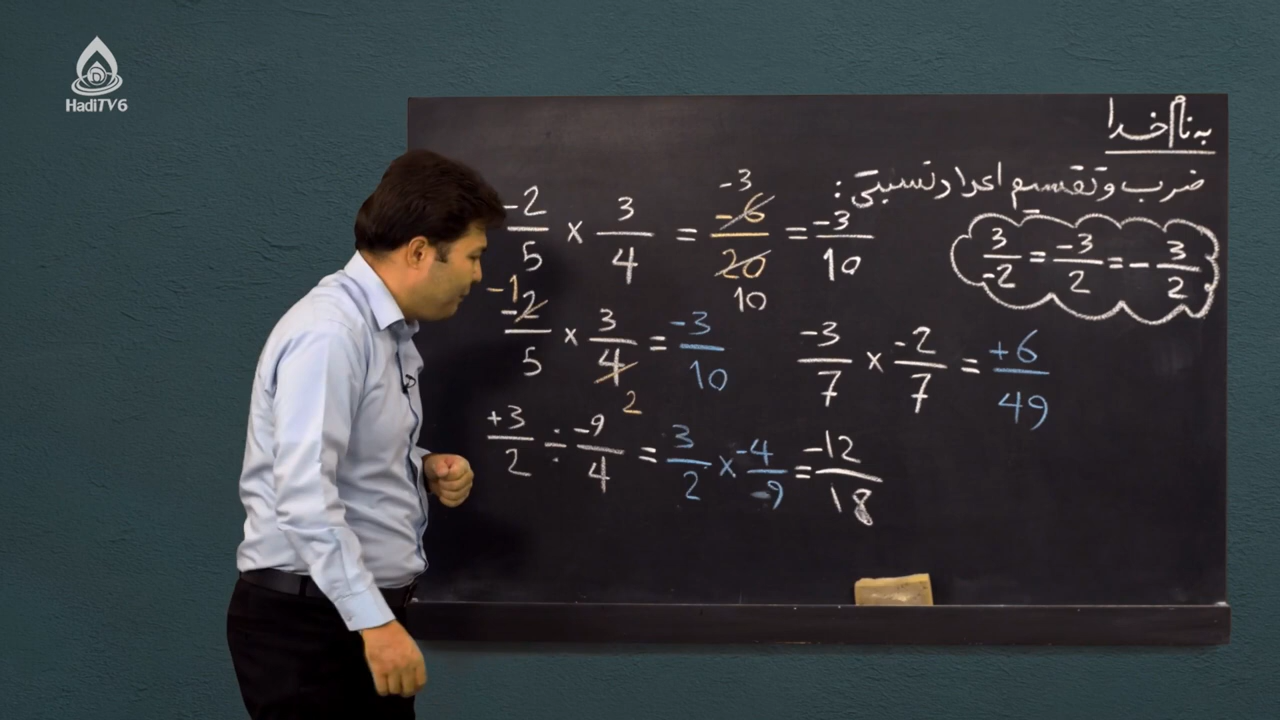 HadiTV6
به نام خدا
ضرب و تقسیم اعداد نسبتی :
3/-2 = -3/2 = - 3/2
-2/5 × 3/4 = -6/20 = -3/10
-3
10
-2/5 × 3/4 = -3/10
-1
2
-3/7 × -2/7 = +6/49
+3/2 ÷ -9/4 = 3/2 × -4/9 = -12/18